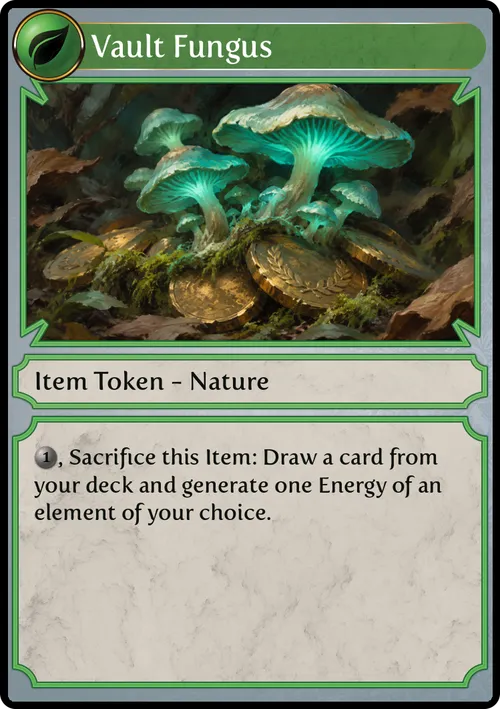 Vault Fungus
Item Token - Nature
1, Sacrifice this Item: Draw a card from
your deck and generate one Energy of an
element of your choice.